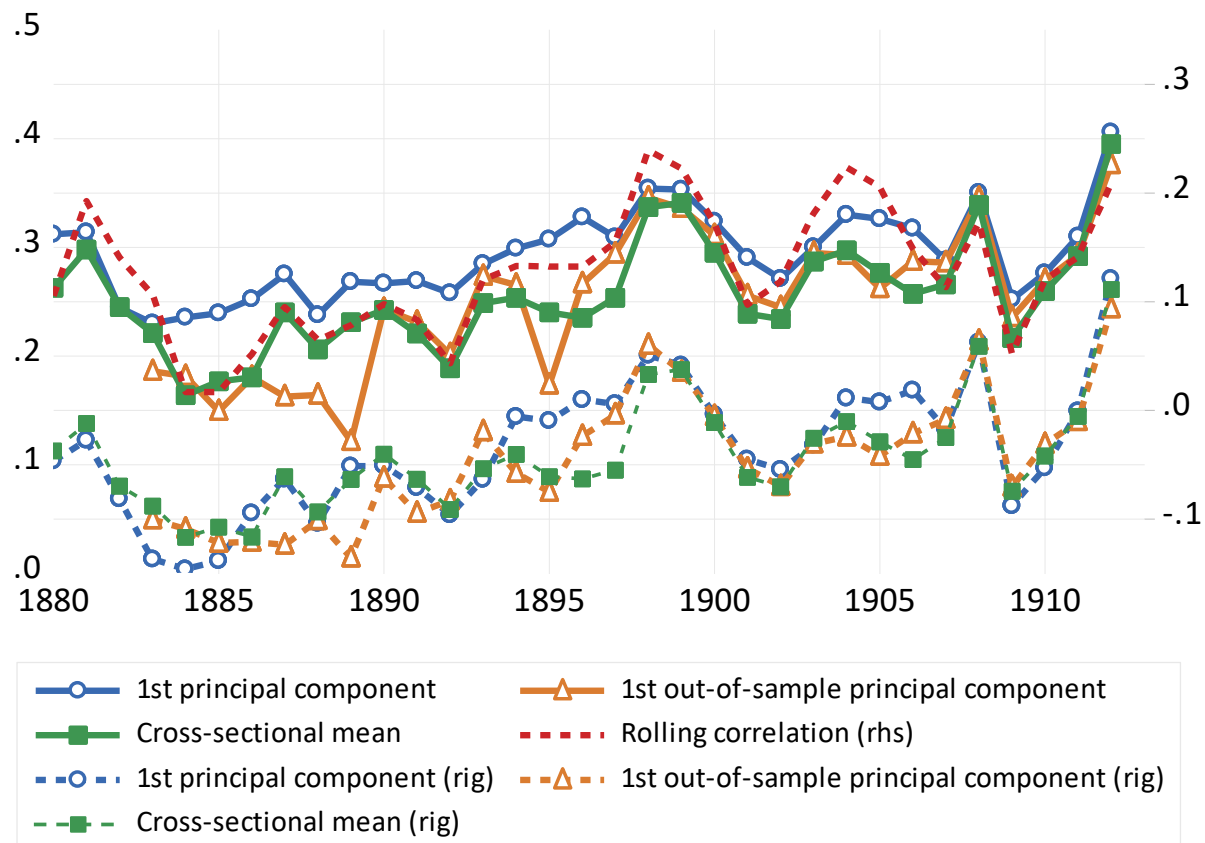 .5
.3
.4
.2
.3
.1
.2
.0
.1
-.1
.0
1880 1885 1890 1895 1900 1905 1910
1st principal component 1st out-of-sample principal component
Cross-sectional mean Rolling correlation (rhs)
1st principal component (rig) 1st out-of-sample principal component (rig)
Cross-sectional mean (rig)